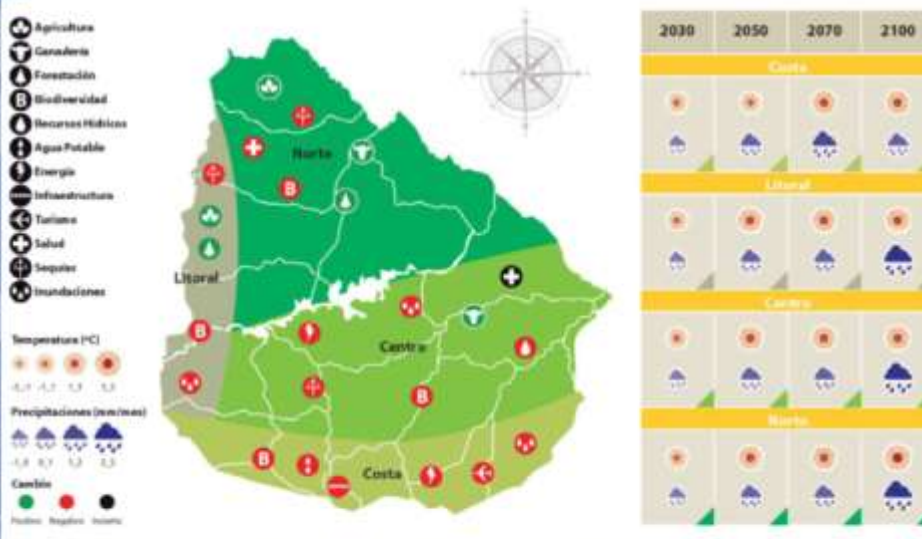 Agricultura
Ganadería
Forestación
B Biodiversidad
Recursos Hídricos
Agua Potable
Energía
Infraestructura
Turismo
Salud
Sequías
Inundaciones
Temperatura (ºC)
Precipitaciones (mm/mes)
Cambio
Positivo Negativo Incierto
Norte
B
Litoral
B
Centro
B
B
Costa
2030 2050 2070 2100
Costa
Litoral
Centro
Norte